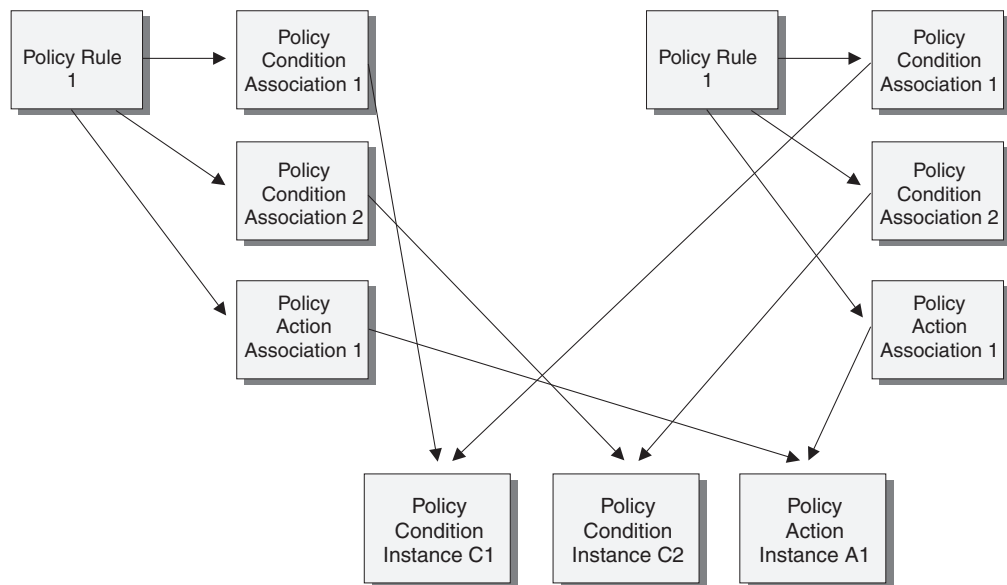 Policy Rule
1
Policy
Condition
Association 1
Policy
Condition
Association 2
Policy
Action
Association 1
Policy Rule
1
Policy
Condition
Association 1
Policy
Condition
Association 2
Policy
Action
Association 1
Policy
Condition
Instance C1
Policy
Condition
Instance C2
Policy
Action
Instance A1